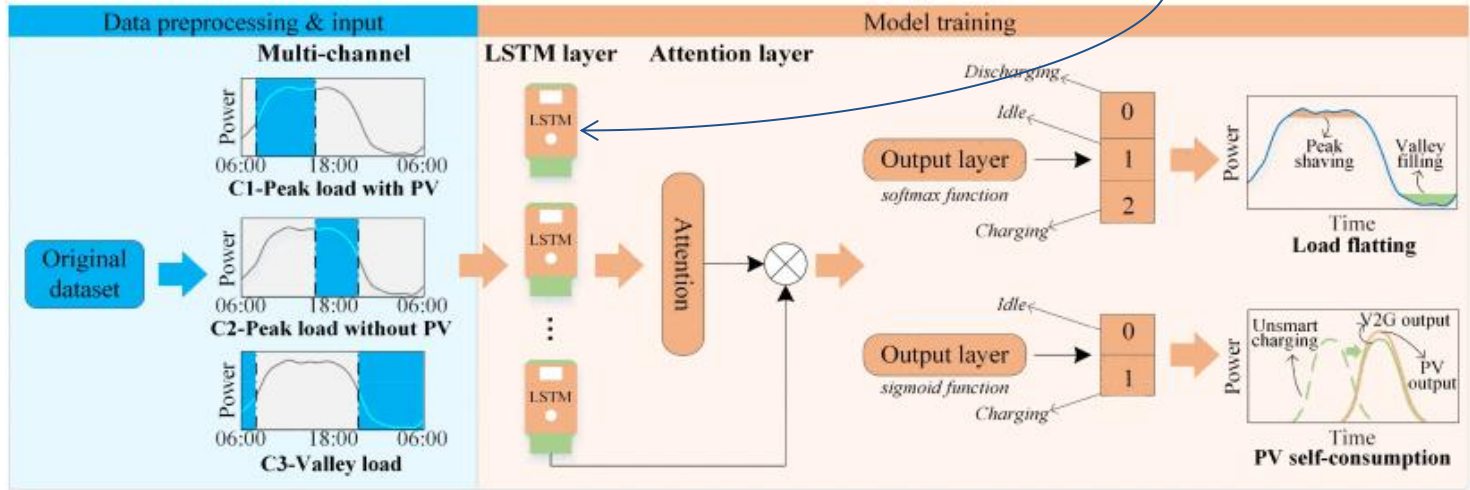 Data preprocessing & input
Model training
Multi-channel
LSTM layer
Attention layer
Original
dataset
Power
06:00 18:00 06:00
C1-Peak load with PV
Power
06:00 18:00 06:00
C2-Peak load without PV
Power
06:00 18:00 06:00
C3-Valley load
LSTM
LSTM
...
LSTM
Attention
Discharging
Idle
Output layer
softmax function
Charging
0
1
2
Power
Peak
shaving
Valley
filling
Time
Load flatting
Idle
Output layer
sigmoid function
Charging
0
1
Power
Unsmart
charging
V2G output
PV
output
Time
PV self-consumption